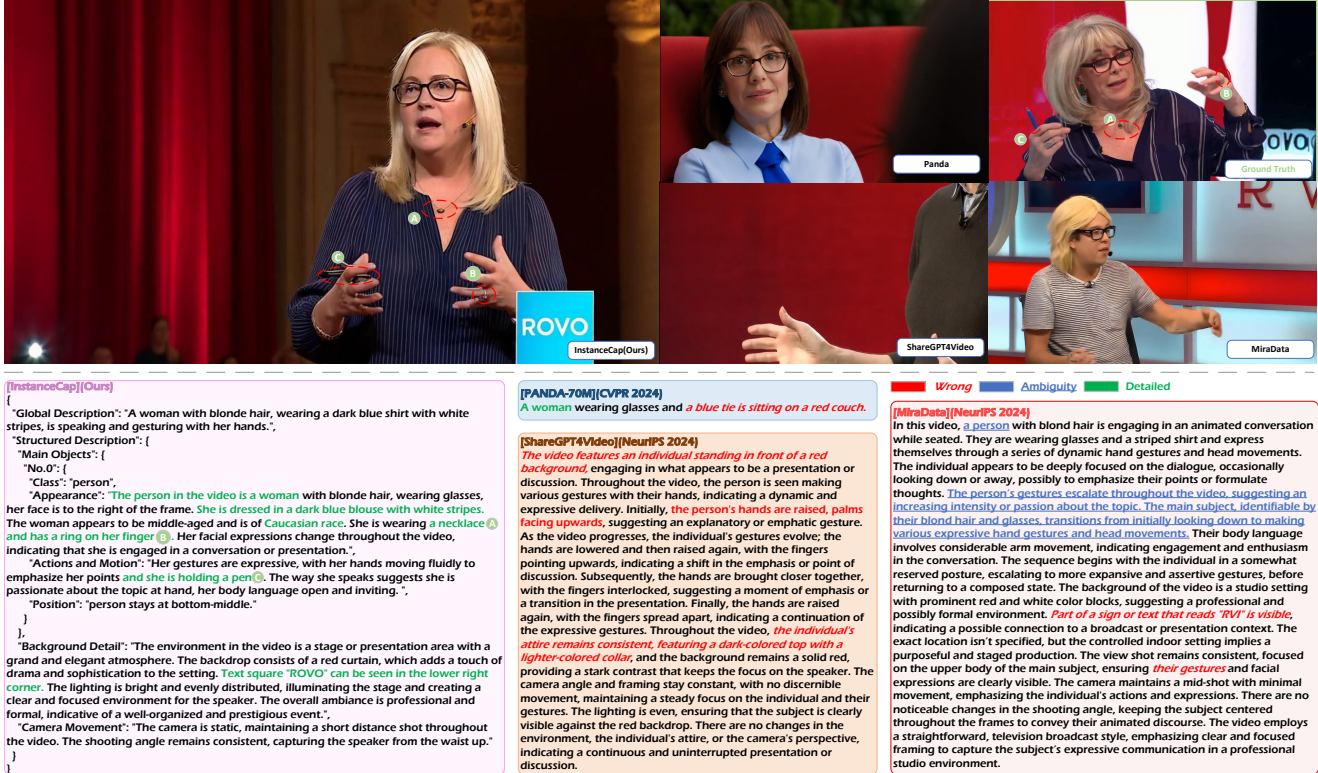 A
B
C
ROVO
InstanceCap(Ours)
Panda
ShareGPT4Video
A
B
C
OVO
Ground Truth
R V
MiraData
[InstanceCap](Ours)
{
"Global Description": "A woman with blonde hair, wearing a dark blue shirt with white
stripes, is speaking and gesturing with her hands.",
"Structured Description": {
"Main Objects": {
"No.0": {
"Class": "person",
"Appearance": "The person in the video is a woman with blonde hair, wearing glasses,
her face is to the right of the frame. She is dressed in a dark blue blouse with white stripes.
The woman appears to be middle-aged and is of Caucasian race. She is wearing a necklace A
and has a ring on her finger B. Her facial expressions change throughout the video,
indicating that she is engaged in a conversation or presentation.",
"Actions and Motion": "Her gestures are expressive, with her hands moving fluidly to
emphasize her points and she is holding a pen C. The way she speaks suggests she is
passionate about the topic at hand, her body language open and inviting. ",
"Position": "person stays at bottom-middle."
}
},
"Background Detail": "The environment in the video is a stage or presentation area with a
grand and elegant atmosphere. The backdrop consists of a red curtain, which adds a touch of
drama and sophistication to the setting. Text square "ROVO" can be seen in the lower right
corner. The lighting is bright and evenly distributed, illuminating the stage and creating a
clear and focused environment for the speaker. The overall ambiance is professional and
formal, indicative of a well-organized and prestigious event.",
"Camera Movement": "The camera is static, maintaining a short distance shot throughout
the video. The shooting angle remains consistent, capturing the speaker from the waist up."
}
}
[PANDA-70M](CVPR 2024)
A woman wearing glasses and a blue tie is sitting on a red couch.
[ShareGPT4Video](NeurIPS 2024)
The video features an individual standing in front of a red
background, engaging in what appears to be a presentation or
discussion. Throughout the video, the person is seen making
various gestures with their hands, indicating a dynamic and
expressive delivery. Initially, the person's hands are raised, palms
facing upwards, suggesting an explanatory or emphatic gesture.
As the video progresses, the individual's gestures evolve; the
hands are lowered and then raised again, with the fingers
pointing upwards, indicating a shift in the emphasis or point of
discussion. Subsequently, the hands are brought closer together,
with the fingers interlocked, suggesting a moment of emphasis or
a transition in the presentation. Finally, the hands are raised
again, with the fingers spread apart, indicating a continuation of
the expressive gestures. Throughout the video, the individual's
attire remains consistent, featuring a dark-colored top with a
lighter-colored collar, and the background remains a solid red,
providing a stark contrast that keeps the focus on the speaker. The
camera angle and framing stay constant, with no discernible
movement, maintaining a steady focus on the individual and their
gestures. The lighting is even, ensuring that the subject is clearly
visible against the red backdrop. There are no changes in the
environment, the individual's attire, or the camera's perspective,
indicating a continuous and uninterrupted presentation or
discussion.
Wrong Ambiguity Detailed
[MiraData](NeurIPS 2024)
In this video, a person with blond hair is engaging in an animated conversation
while seated. They are wearing glasses and a striped shirt and express
themselves through a series of dynamic hand gestures and head movements.
The individual appears to be deeply focused on the dialogue, occasionally
looking down or away, possibly to emphasize their points or formulate
thoughts. The person's gestures escalate throughout the video, suggesting an
increasing intensity or passion about the topic. The main subject, identifiable by
their blond hair and glasses, transitions from initially looking down to making
various expressive hand gestures and head movements. Their body language
involves considerable arm movement, indicating engagement and enthusiasm
in the conversation. The sequence begins with the individual in a somewhat
reserved posture, escalating to more expansive and assertive gestures, before
returning to a composed state. The background of the video is a studio setting
with prominent red and white color blocks, suggesting a professional and
possibly formal environment. Part of a sign or text that reads "RVI" is visible,
indicating a possible connection to a broadcast or presentation context. The
exact location isn't specified, but the controlled indoor setting implies a
purposeful and staged production. The view shot remains consistent, focused
on the upper body of the main subject, ensuring their gestures and facial
expressions are clearly visible. The camera maintains a mid-shot with minimal
movement, emphasizing the individual's actions and expressions. There are no
noticeable changes in the shooting angle, keeping the subject centered
throughout the frames to convey their animated discourse. The video employs
a straightforward, television broadcast style, emphasizing clear and focused
framing to capture the subject's expressive communication in a professional
studio environment.